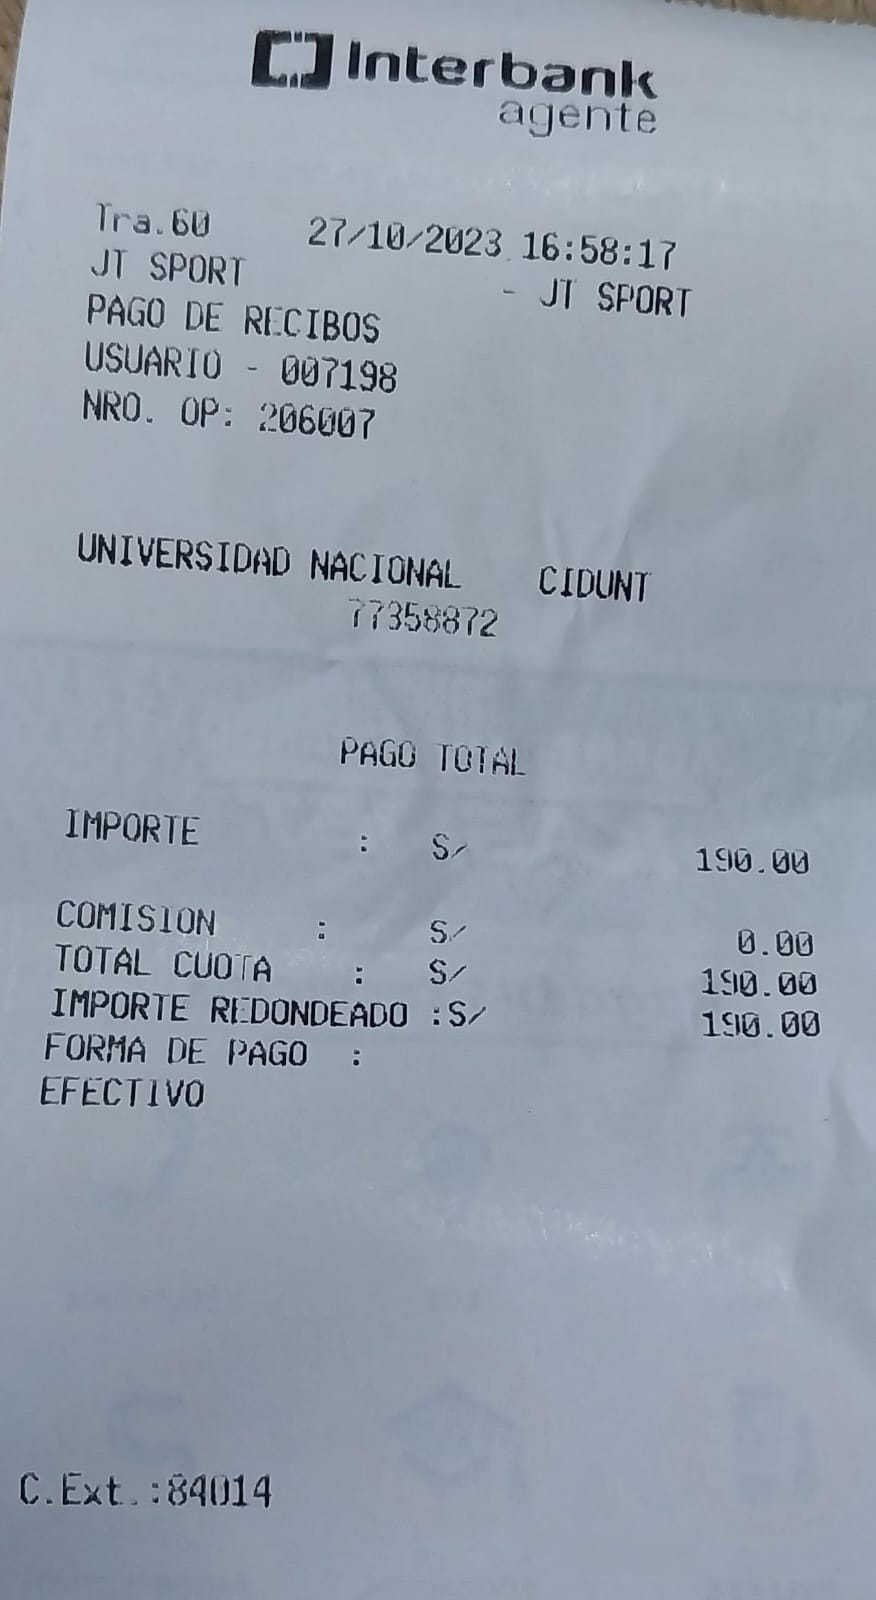 Interbank
agente
Tra.60 27/10/2023 16:58:17
JT SPORT - JT SPORT
PAGO DE RECIBOS
USUARIO - 007198
NRO. OP: 206007
UNIVERSIDAD NACIONAL CIDUNT
77358872
PAGO TOTAL
IMPORTE : S/ 190.00
COMISION : S/ 0.00
TOTAL CUOTA : S/ 190.00
IMPORTE REDONDEADO :S/ 190.00
FORMA DE PAGO :
EFECTIVO
C.Ext.:84014